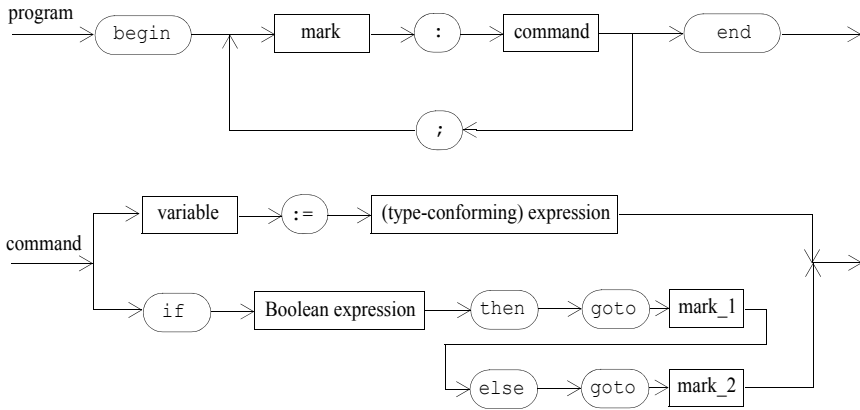 program
begin mark : command end
;
variable := (type-conforming) expression
command
if Boolean expression then goto mark_1
else goto mark_2